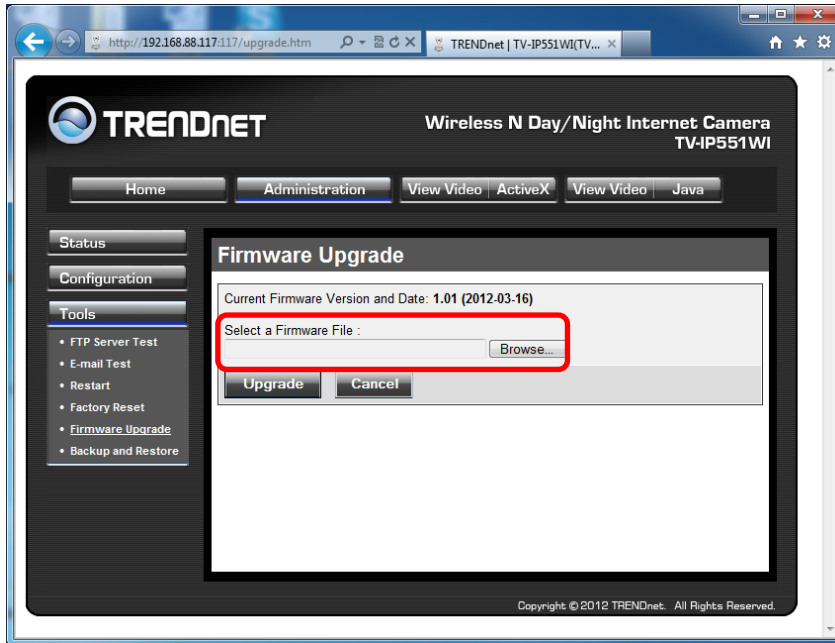 http://192.168.88.117:117/upgrade.htm
TRENDnet | TV-IP551WI(TV...
TRENDNET
Wireless N Day/Night Internet Camera
TV-IP551WI
Home
Administration
View Video | ActiveX
View Video | Java
Status
Configuration
Tools
• FTP Server Test
• E-mail Test
• Restart
• Factory Reset
• Firmware Upgrade
• Backup and Restore
Firmware Upgrade
Current Firmware Version and Date: 1.01 (2012-03-16)
Select a Firmware File :
Browse...
Upgrade
Cancel
Copyright © 2012 TRENDnet. All Rights Reserved.